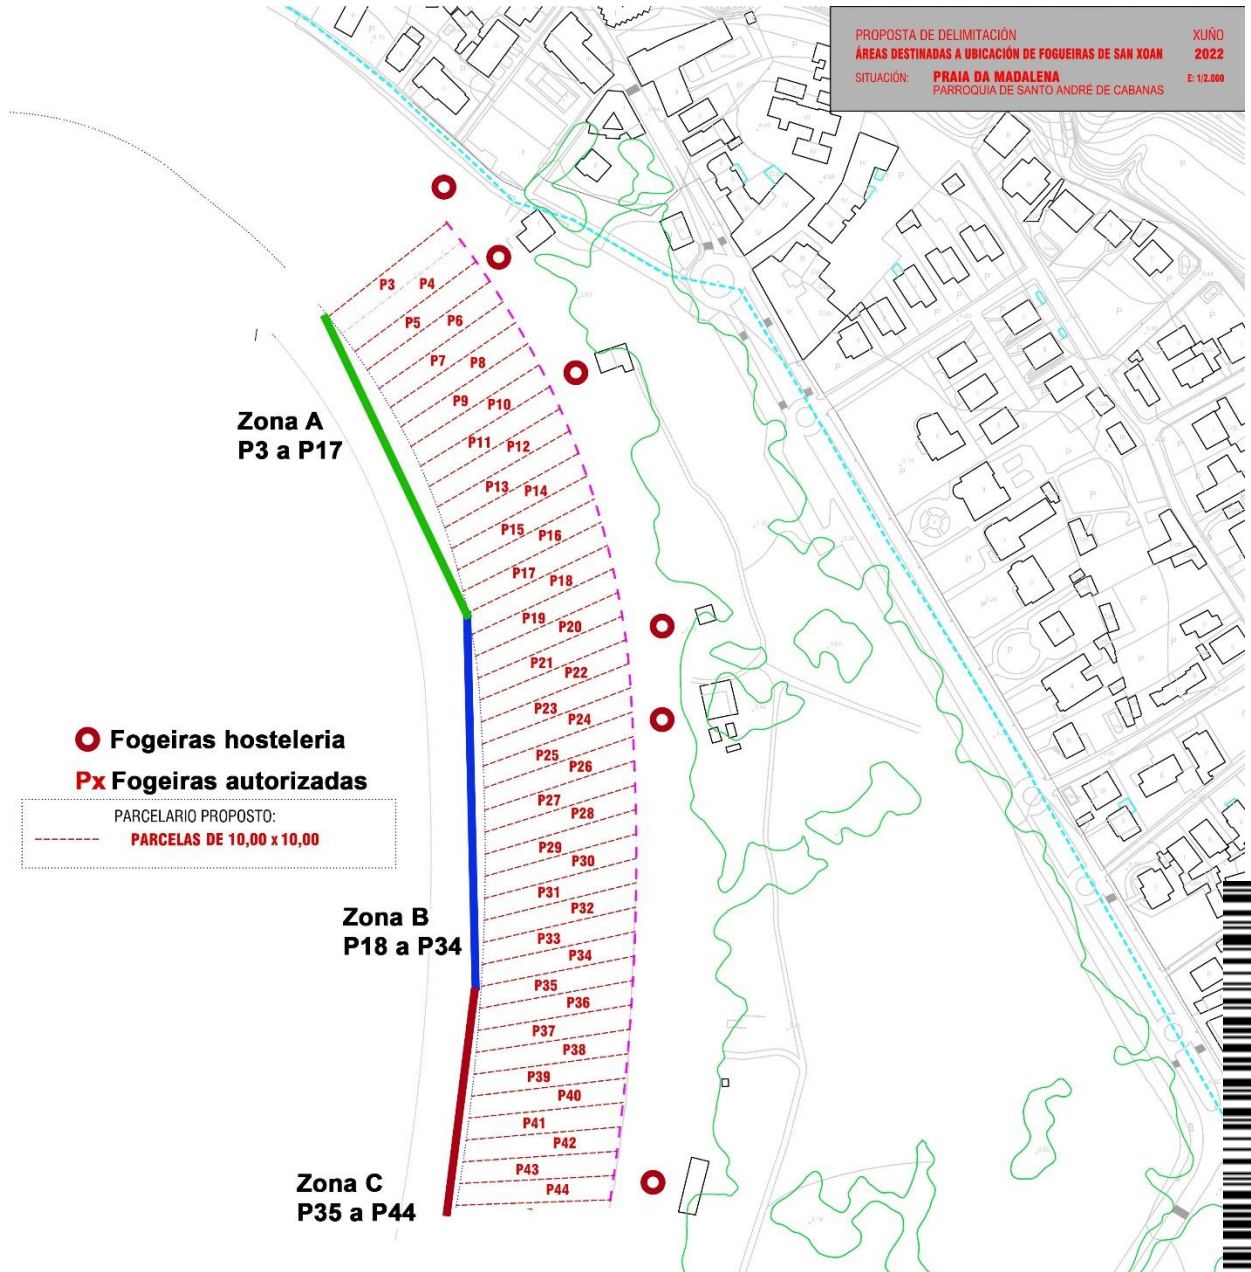 PROPOSTA DE DELIMITACIÓN XUÑO
ÁREAS DESTINADAS A UBICACIÓN DE FOGUEIRAS DE SAN XOAN 2022
SITUACIÓN: PRAIA DA MADALENA E: 1/2.000
PARROQUIA DE SANTO ANDRÉ DE CABANAS
P3
P4
P5
P6
P7
P8
P9
P10
P11
P12
P13
P14
P15
P16
P17
P18
P19
P20
P21
P22
P23
P24
P25
P26
P27
P28
P29
P30
P31
P32
P33
P34
P35
P36
P37
P38
P39
P40
P41
P42
P43
P44
Zona A
P3 a P17
Fogeiras hosteleria
Px Fogeiras autorizadas
PARCELARIO PROPOSTO:
PARCELAS DE 10,00 x 10,00
Zona B
P18 a P34
Zona C
P35 a P44